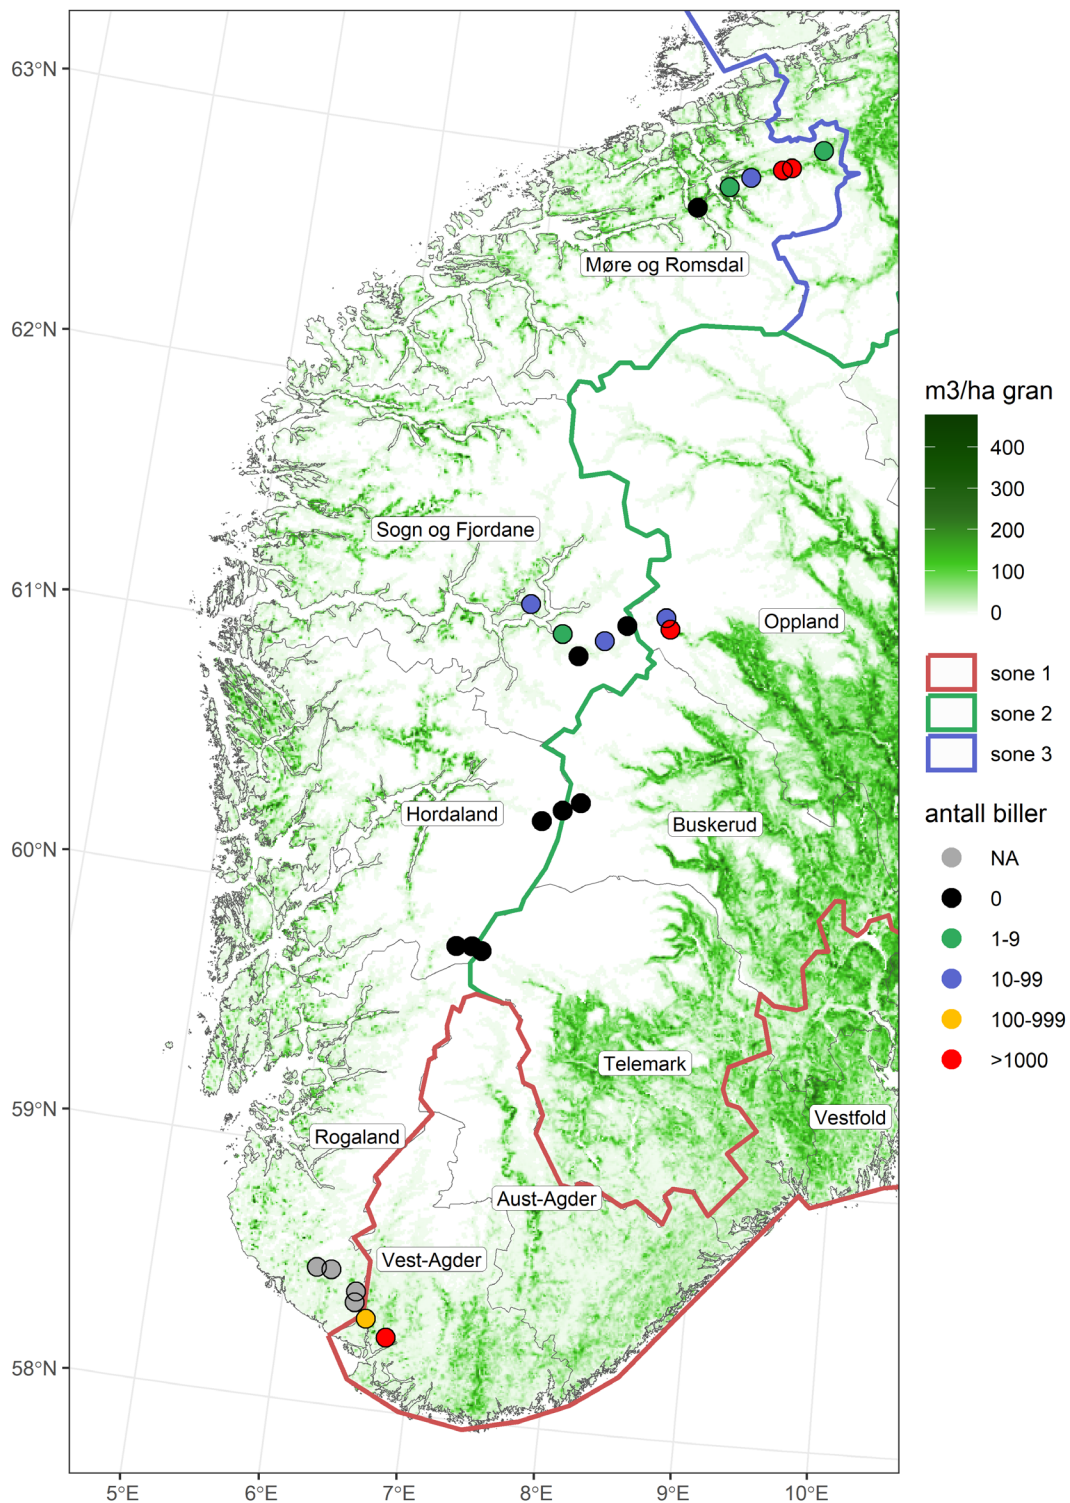 63°N
62°N
61°N
60°N
59°N
58°N
Møre og Romsdal
Sogn og Fjordane
Oppland
Hordaland
Buskerud
Telemark
Vestfold
Rogaland
Aust-Agder
Vest-Agder
5°E
6°E
7°E
8°E
9°E
10°E
m3/ha gran
400
300
200
100
0
sone 1
sone 2
sone 3
antall biller
NA
0
1-9
10-99
100-999
>1000